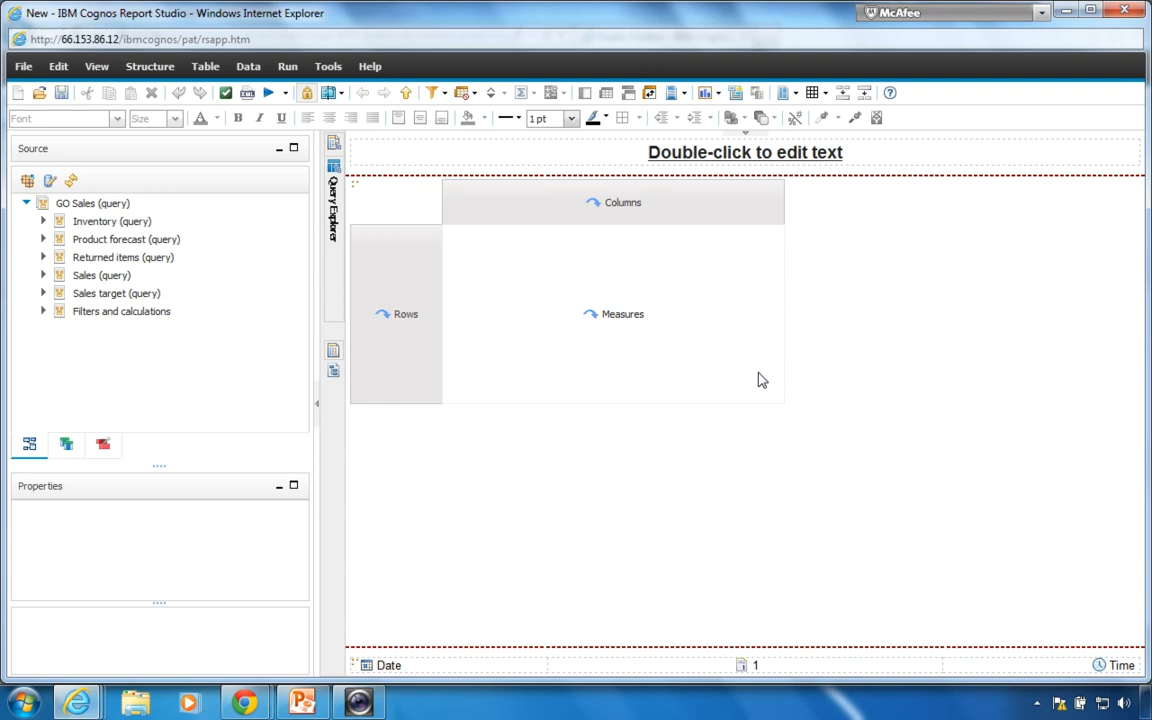 New - IBM Cognos Report Studio - Windows Internet Explorer
McAfee
http://66.153.86.12/ibmcognos/pat/rsapp.htm
File Edit View Structure Table Data Run Tools Help
Font Size 1 pt
Source
GO Sales (query)
Inventory (query)
Product forecast (query)
Returned items (query)
Sales (query)
Sales target (query)
Filters and calculations
Properties
Query Explorer
Double-click to edit text
Columns
Rows
Measures
Date 1 Time